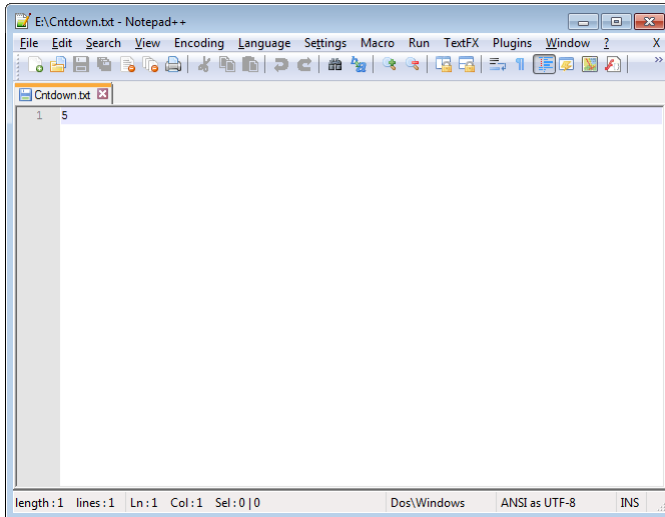 E:\Cntdown.txt - Notepad++
File Edit Search View Encoding Language Settings Macro Run TextFX Plugins Window ? X
Cntdown.txt
1 5
length : 1 lines : 1 Ln : 1 Col : 1 Sel : 0 | 0 Dos\Windows ANSI as UTF-8 INS